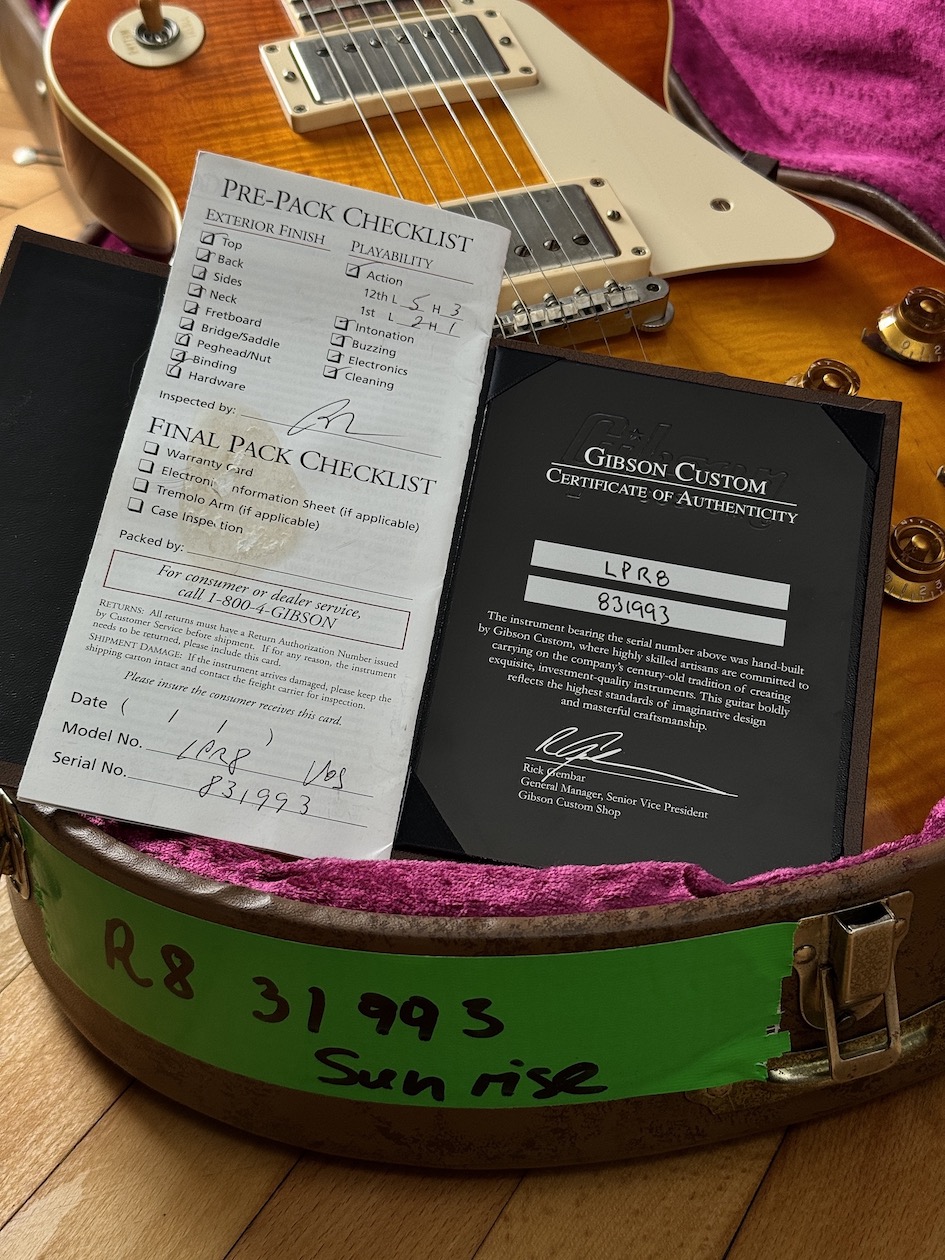 PRE-PACK CHECKLIST
EXTERIOR FINISH
Top
Back
Sides
Neck
Fretboard
Bridge/Saddle
Peghead/Nut
Binding
Hardware
PLAYABILITY
Action
12th L 5 H 3
1st L 2 H 1
Intonation
Buzzing
Electronics
Cleaning
Inspected by:
FINAL PACK CHECKLIST
Warranty Card
Electronic Information Sheet (if applicable)
Tremolo Arm (if applicable)
Case Inspection
Packed by:
For consumer or dealer service,
call 1-800-4-GIBSON
RETURNS: All returns must have a Return Authorization Number issued
by Customer Service before shipment. If for any reason, the instrument
needs to be returned, please include this card.
SHIPMENT DAMAGE: If the instrument arrives damaged, please keep the
shipping carton intact and contact the freight carrier for inspection.
Please insure the consumer receives this card.
Date ( / / )
Model No. LPR8 VOS
Serial No. 831993
GIBSON CUSTOM
CERTIFICATE OF AUTHENTICITY
LPR8
831993
The instrument bearing the serial number above was hand-built
by Gibson Custom, where highly skilled artisans are committed to
carrying on the company's century-old tradition of creating
exquisite, investment-quality instruments. This guitar boldly
reflects the highest standards of imaginative design
and masterful craftsmanship.
Rick Gembar
General Manager, Senior Vice President
Gibson Custom Shop
R8 31993
Sunrise